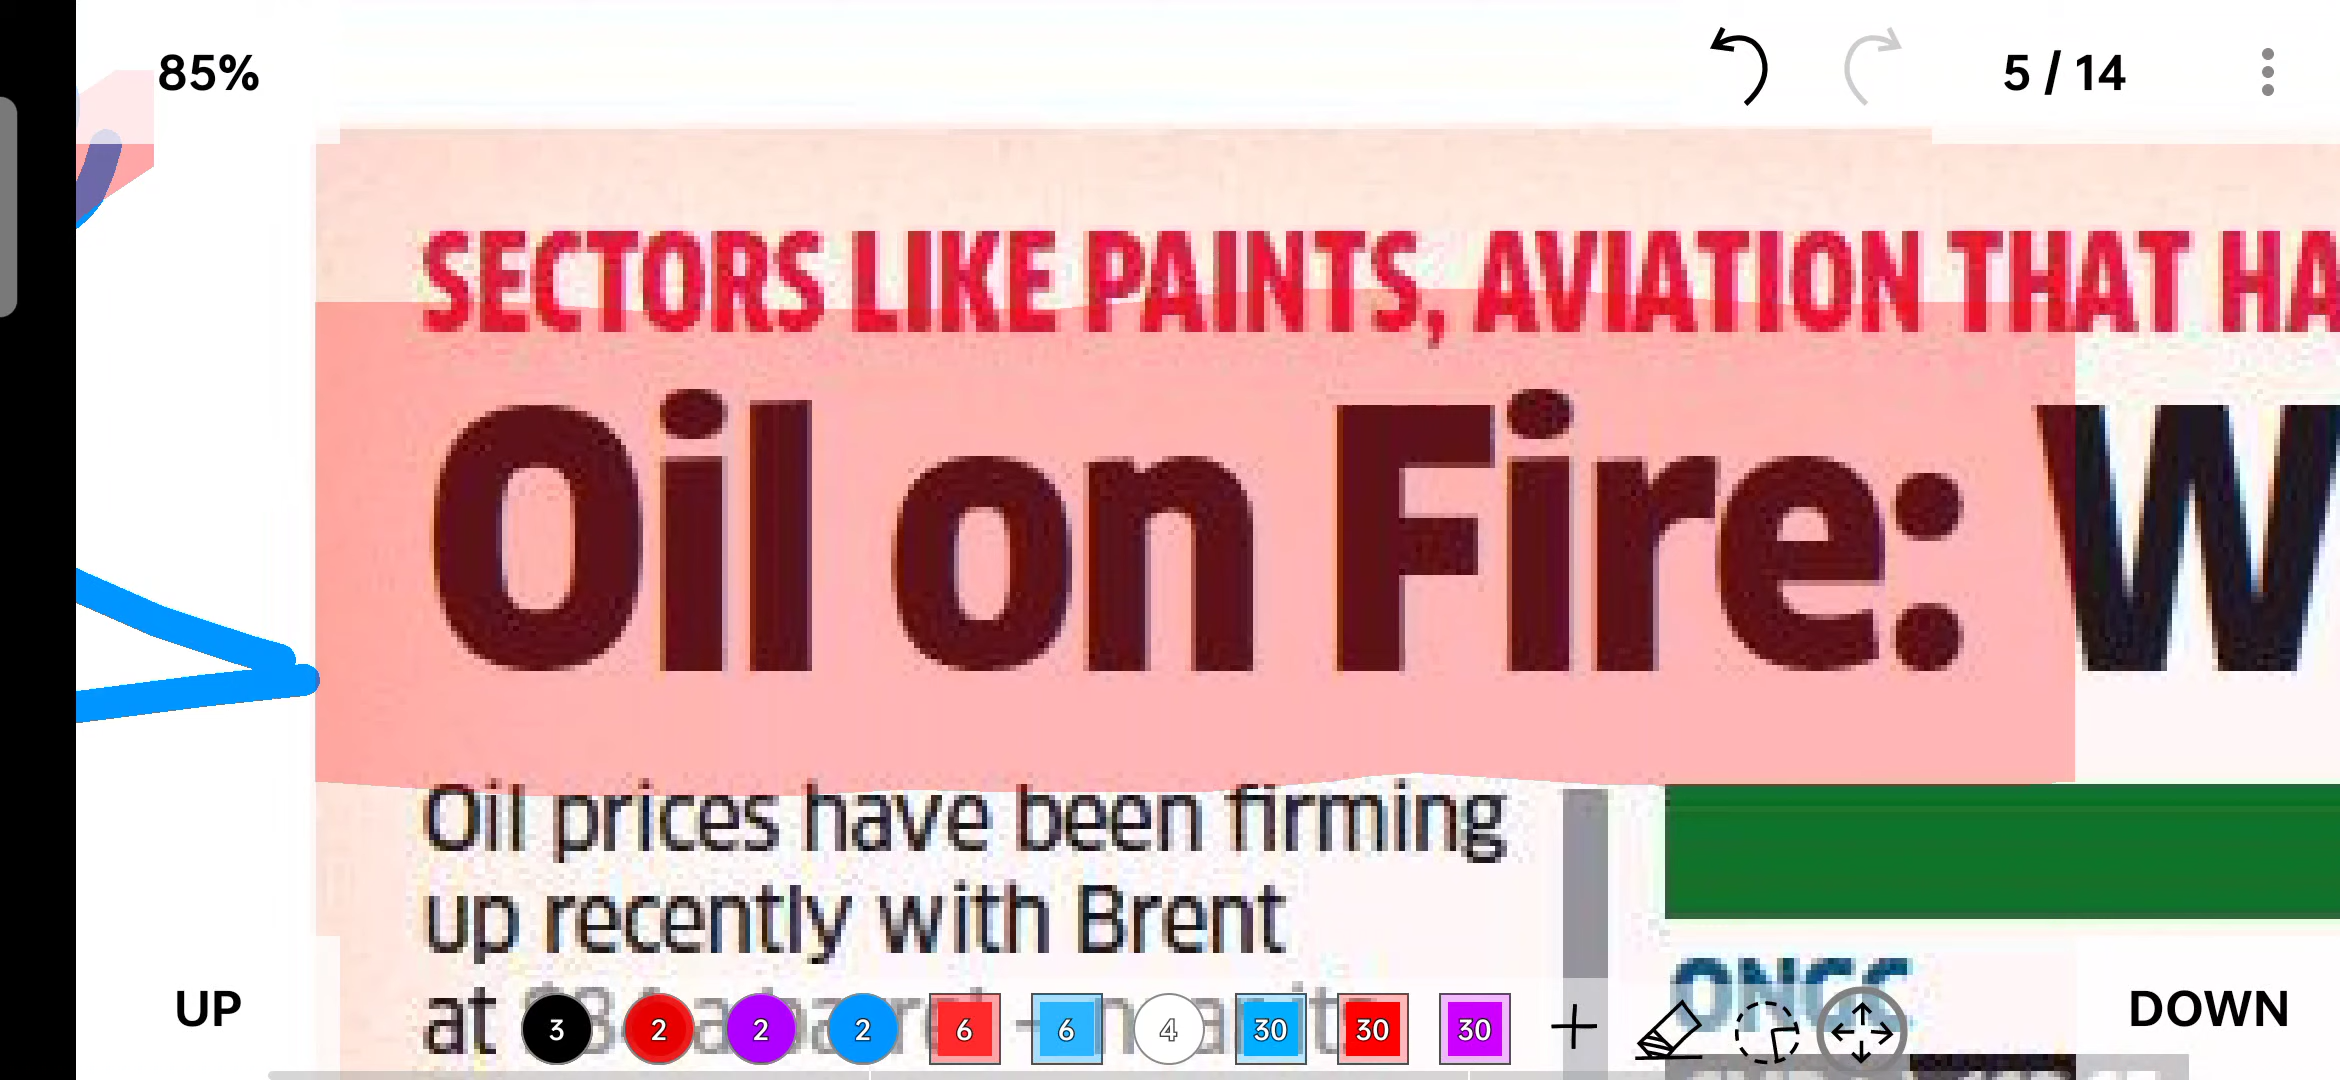 85%
5 / 14
SECTORS LIKE PAINTS, AVIATION THAT HA
Oil on Fire: W
Oil prices have been firming
up recently with Brent
at
ONGC
UP
3 2 2 2 6 6 4 30 30 30
DOWN